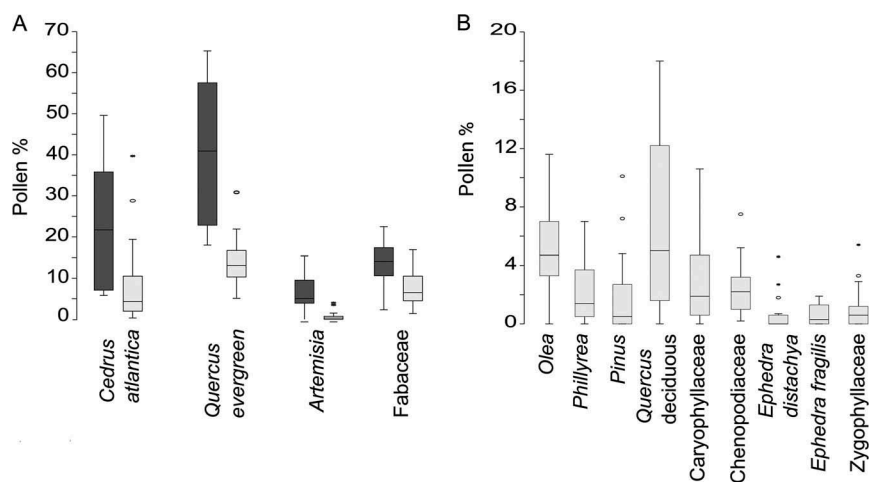 A
B
70
60
50
40
30
20
10
0
Pollen %
Cedrus
atlantica
Quercus
evergreen
Artemisia
Fabaceae
20
16
12
8
4
0
Pollen %
Olea
Phillyrea
Pinus
Quercus
deciduous
Caryophyllaceae
Chenopodiaceae
Ephedra
distachya
Ephedra fragilis
Zygophyllaceae